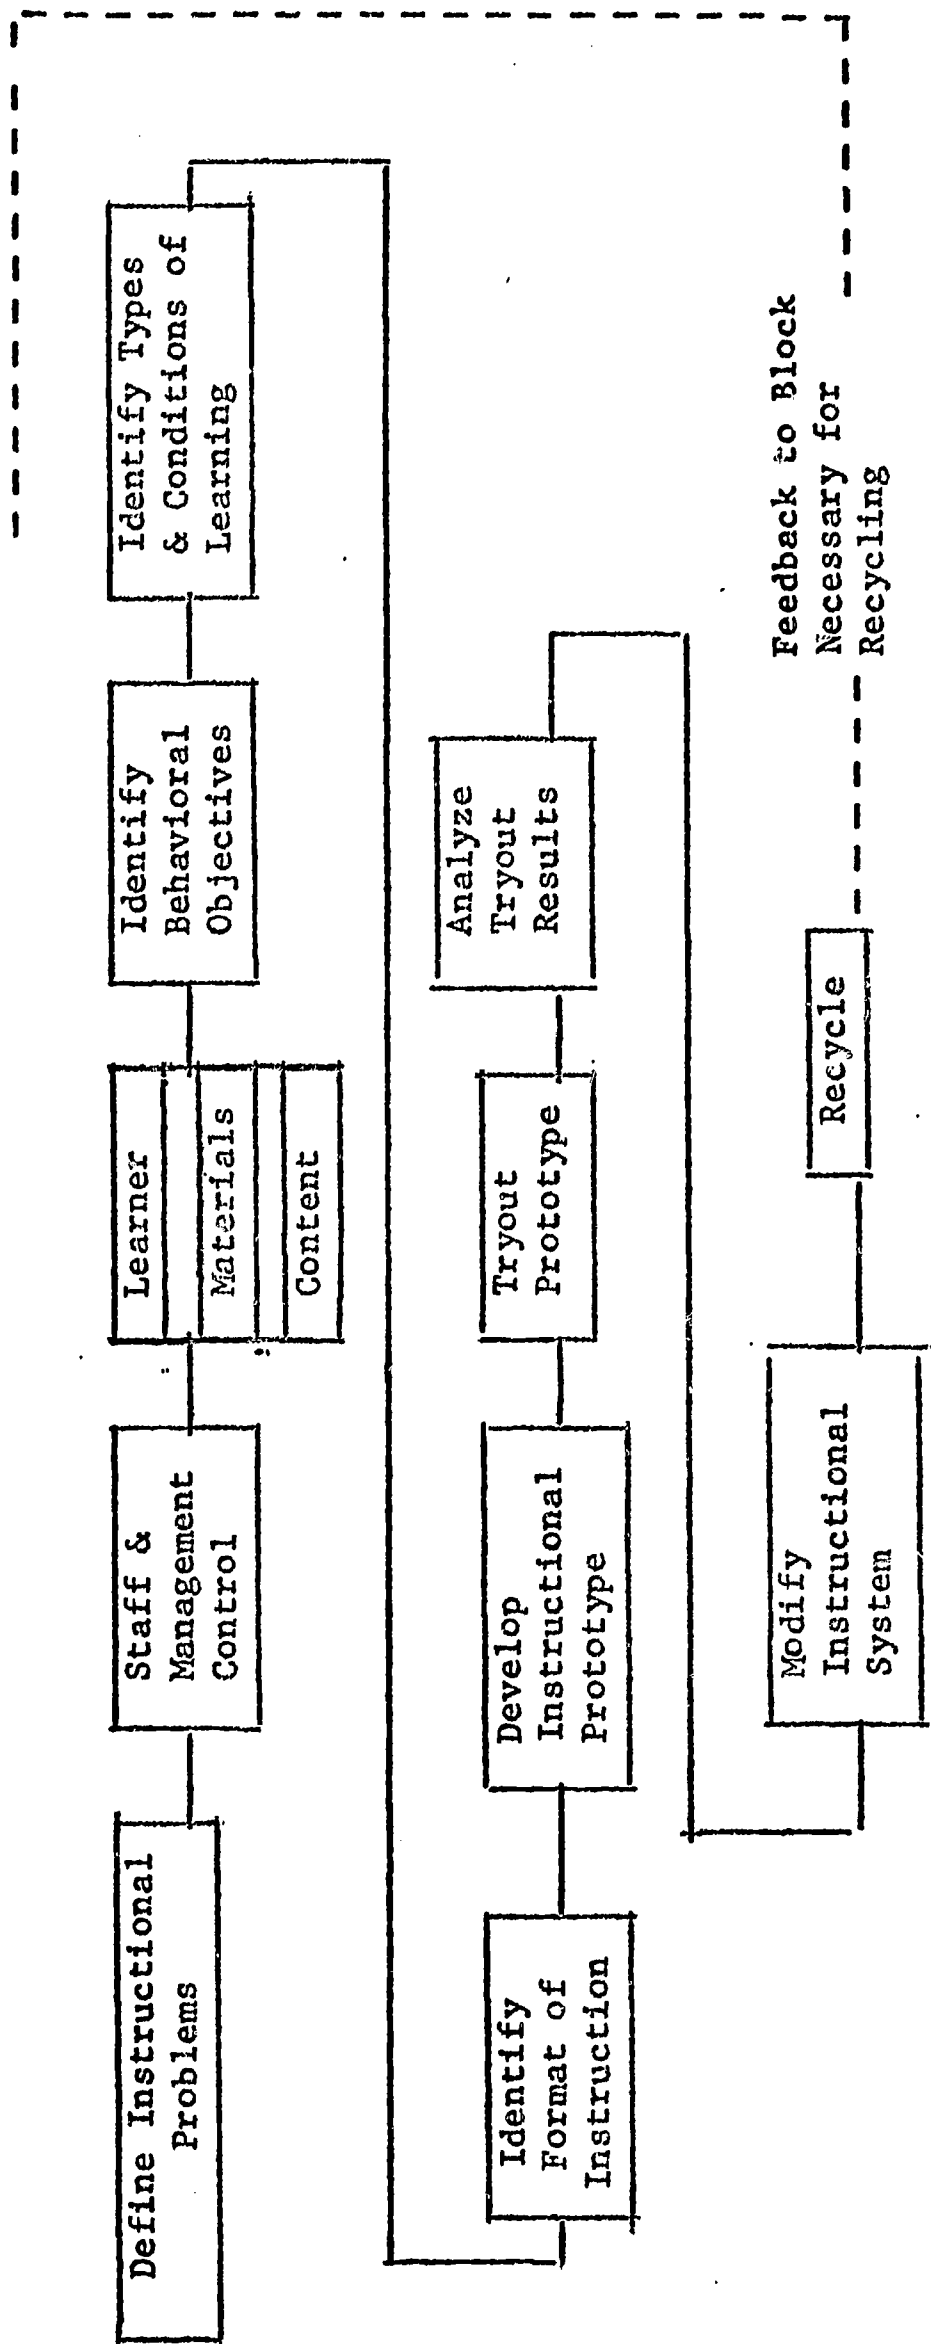 Define Instructional
Problems
Staff &
Management
Control
Learner
Materials
Content
Identify
Behavioral
Objectives
Identify Types
& Conditions of
Learning
Identify
Format of
Instruction
Develop
Instructional
Prototype
Tryout
Prototype
Analyze
Tryout
Results
Modify
Instructional
System
Recycle
Feedback to Block
Necessary for
Recycling